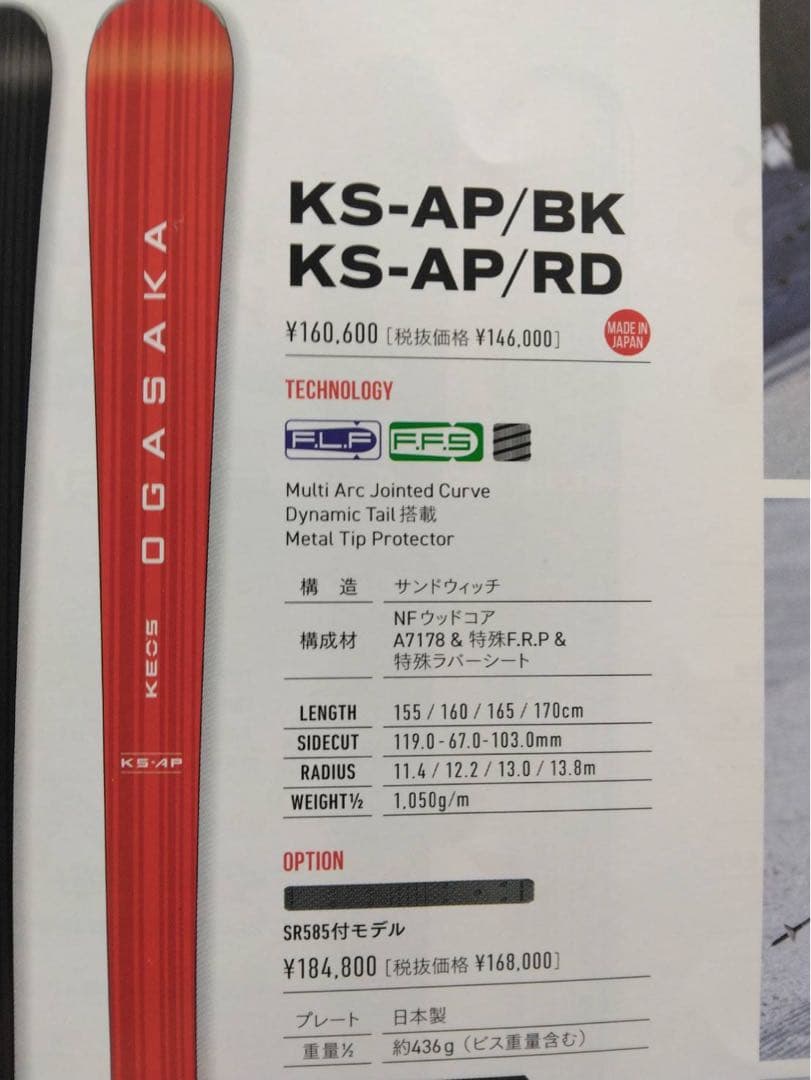 KS-AP/BK
KS-AP/RD
¥160,600 [税抜価格 ¥146,000]
MADE IN
JAPAN
TECHNOLOGY
F.L.F F.F.S
Multi Arc Jointed Curve
Dynamic Tail 搭載
Metal Tip Protector
構 造 サンドウィッチ
構成材 NFウッドコア
A7178 & 特殊F.R.P &
特殊ラバーシート
LENGTH 155 / 160 / 165 / 170cm
SIDECUT 119.0-67.0-103.0mm
RADIUS 11.4 / 12.2 / 13.0 / 13.8m
WEIGHT½ 1,050g/m
OPTION
SR585付モデル
¥184,800 [税抜価格 ¥168,000]
プレート 日本製
重量½ 約436g（ビス重量含む）
OGASAKA
KEOS
KS-AP